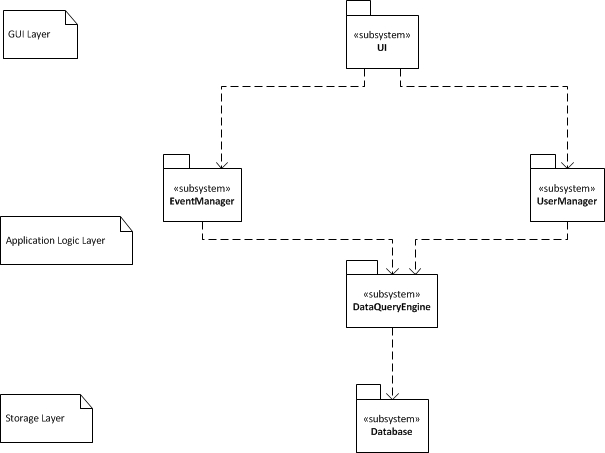 GUI Layer
«subsystem»
UI
«subsystem»
EventManager
«subsystem»
UserManager
Application Logic Layer
«subsystem»
DataQueryEngine
Storage Layer
«subsystem»
Database